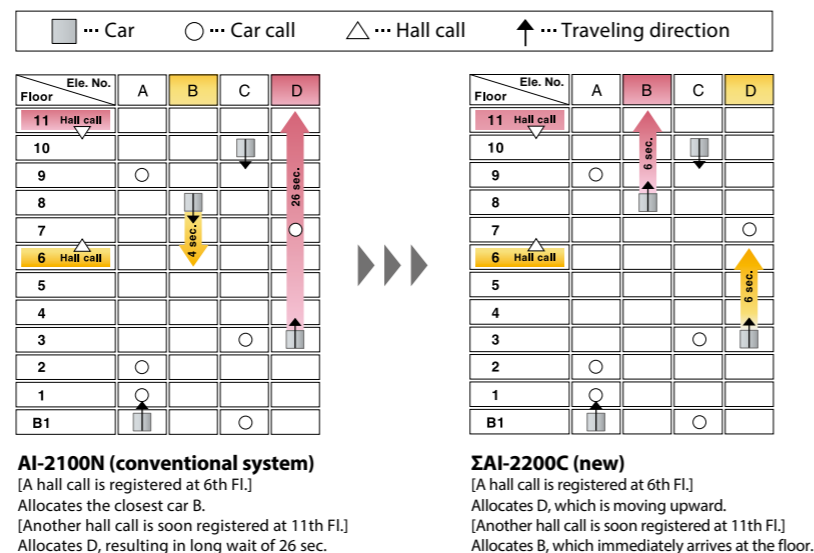 ··· Car ··· Car call ··· Hall call ··· Traveling direction
Ele. No.
Floor A B C D
11 Hall call
10
9
8
7
6 Hall call
5
4
3
2
1
B1
4 sec.
26 sec.
AI-2100N (conventional system)
[A hall call is registered at 6th Fl.]
Allocates the closest car B.
[Another hall call is soon registered at 11th Fl.]
Allocates D, resulting in long wait of 26 sec.
Ele. No.
Floor A B C D
11 Hall call
10
9
8
7
6 Hall call
5
4
3
2
1
B1
6 sec.
6 sec.
ΣAI-2200C (new)
[A hall call is registered at 6th Fl.]
Allocates D, which is moving upward.
[Another hall call is soon registered at 11th Fl.]
Allocates B, which immediately arrives at the floor.